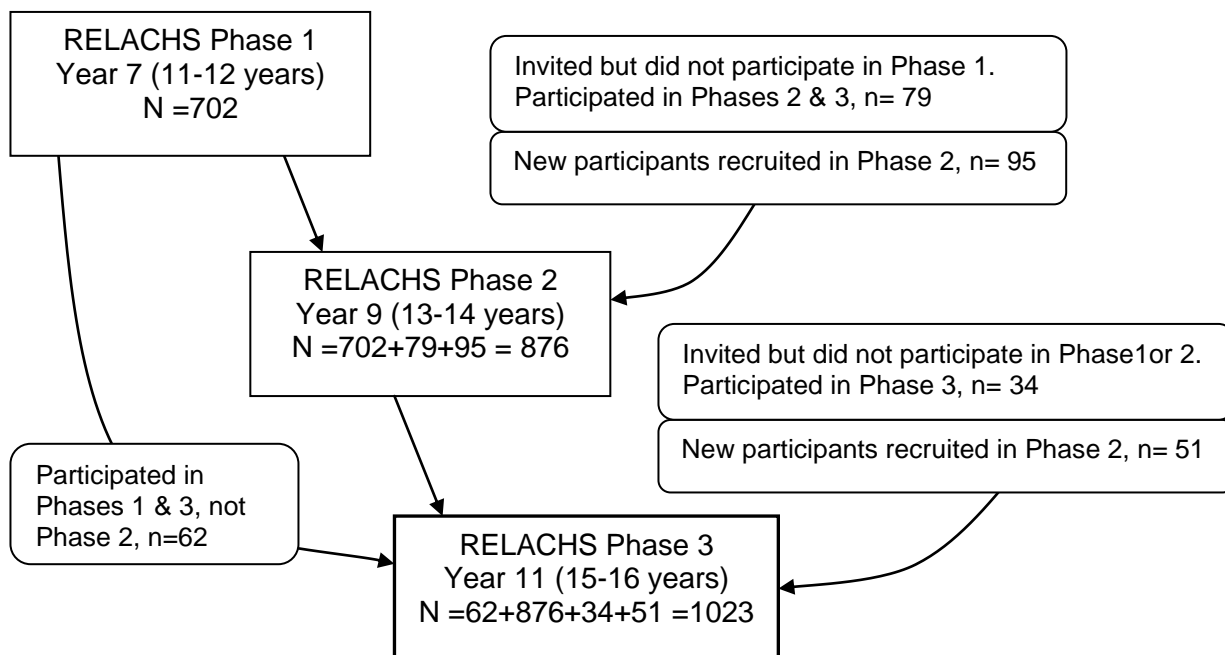 RELACHS Phase 1
Year 7 (11-12 years)
N =702
Invited but did not participate in Phase 1.
Participated in Phases 2 & 3, n= 79
New participants recruited in Phase 2, n= 95
RELACHS Phase 2
Year 9 (13-14 years)
N =702+79+95 = 876
Invited but did not participate in Phase1or 2.
Participated in Phase 3, n= 34
New participants recruited in Phase 2, n= 51
Participated in
Phases 1 & 3, not
Phase 2, n=62
RELACHS Phase 3
Year 11 (15-16 years)
N =62+876+34+51 =1023